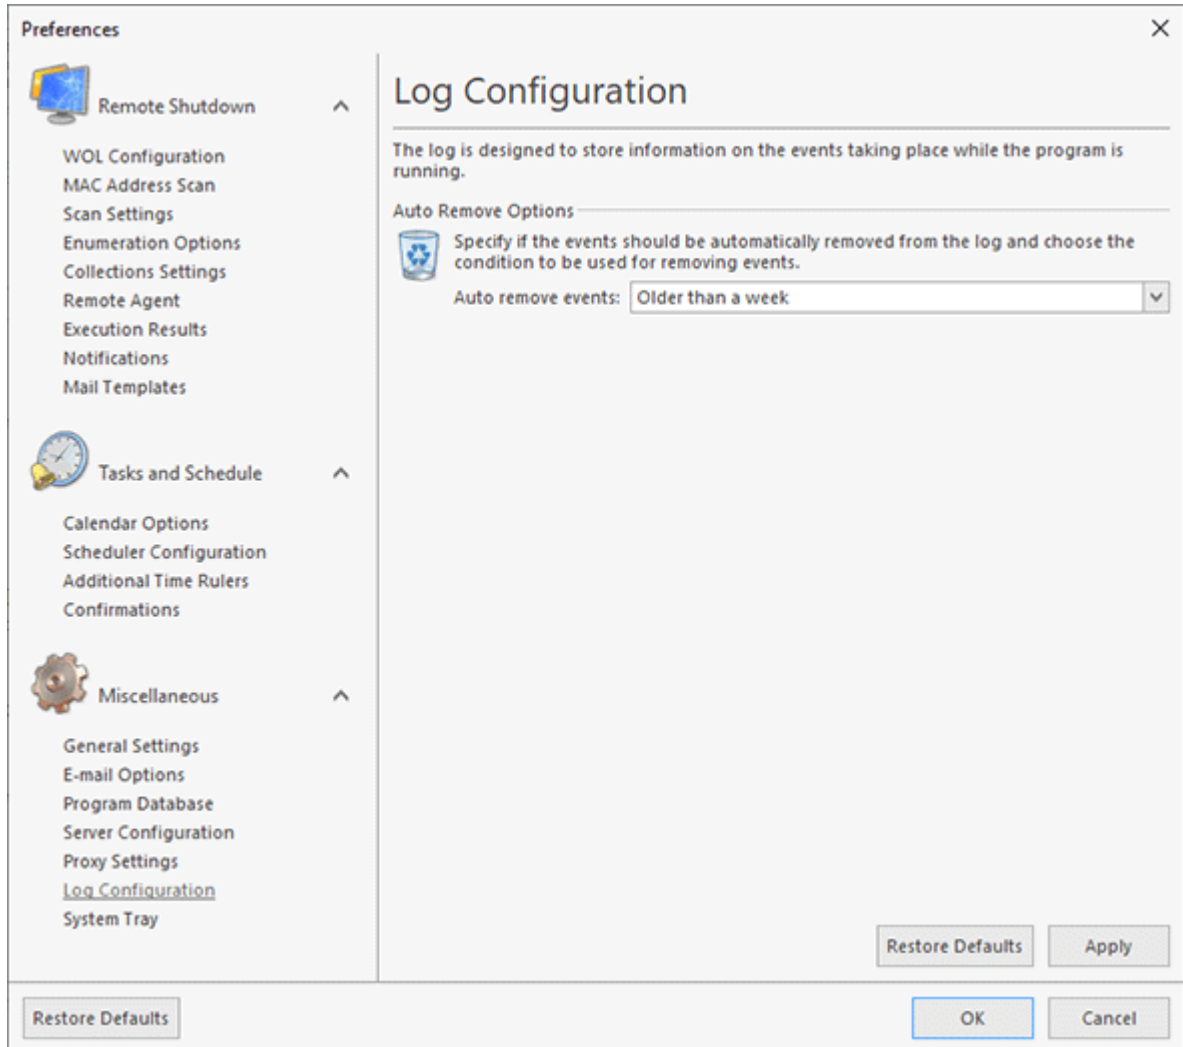 Preferences
Remote Shutdown
WOL Configuration
MAC Address Scan
Scan Settings
Enumeration Options
Collections Settings
Remote Agent
Execution Results
Notifications
Mail Templates
Tasks and Schedule
Calendar Options
Scheduler Configuration
Additional Time Rulers
Confirmations
Miscellaneous
General Settings
E-mail Options
Program Database
Server Configuration
Proxy Settings
Log Configuration
System Tray
Log Configuration
The log is designed to store information on the events taking place while the program is
running.
Auto Remove Options
Specify if the events should be automatically removed from the log and choose the
condition to be used for removing events.
Auto remove events: Older than a week
Restore Defaults Apply
Restore Defaults OK Cancel